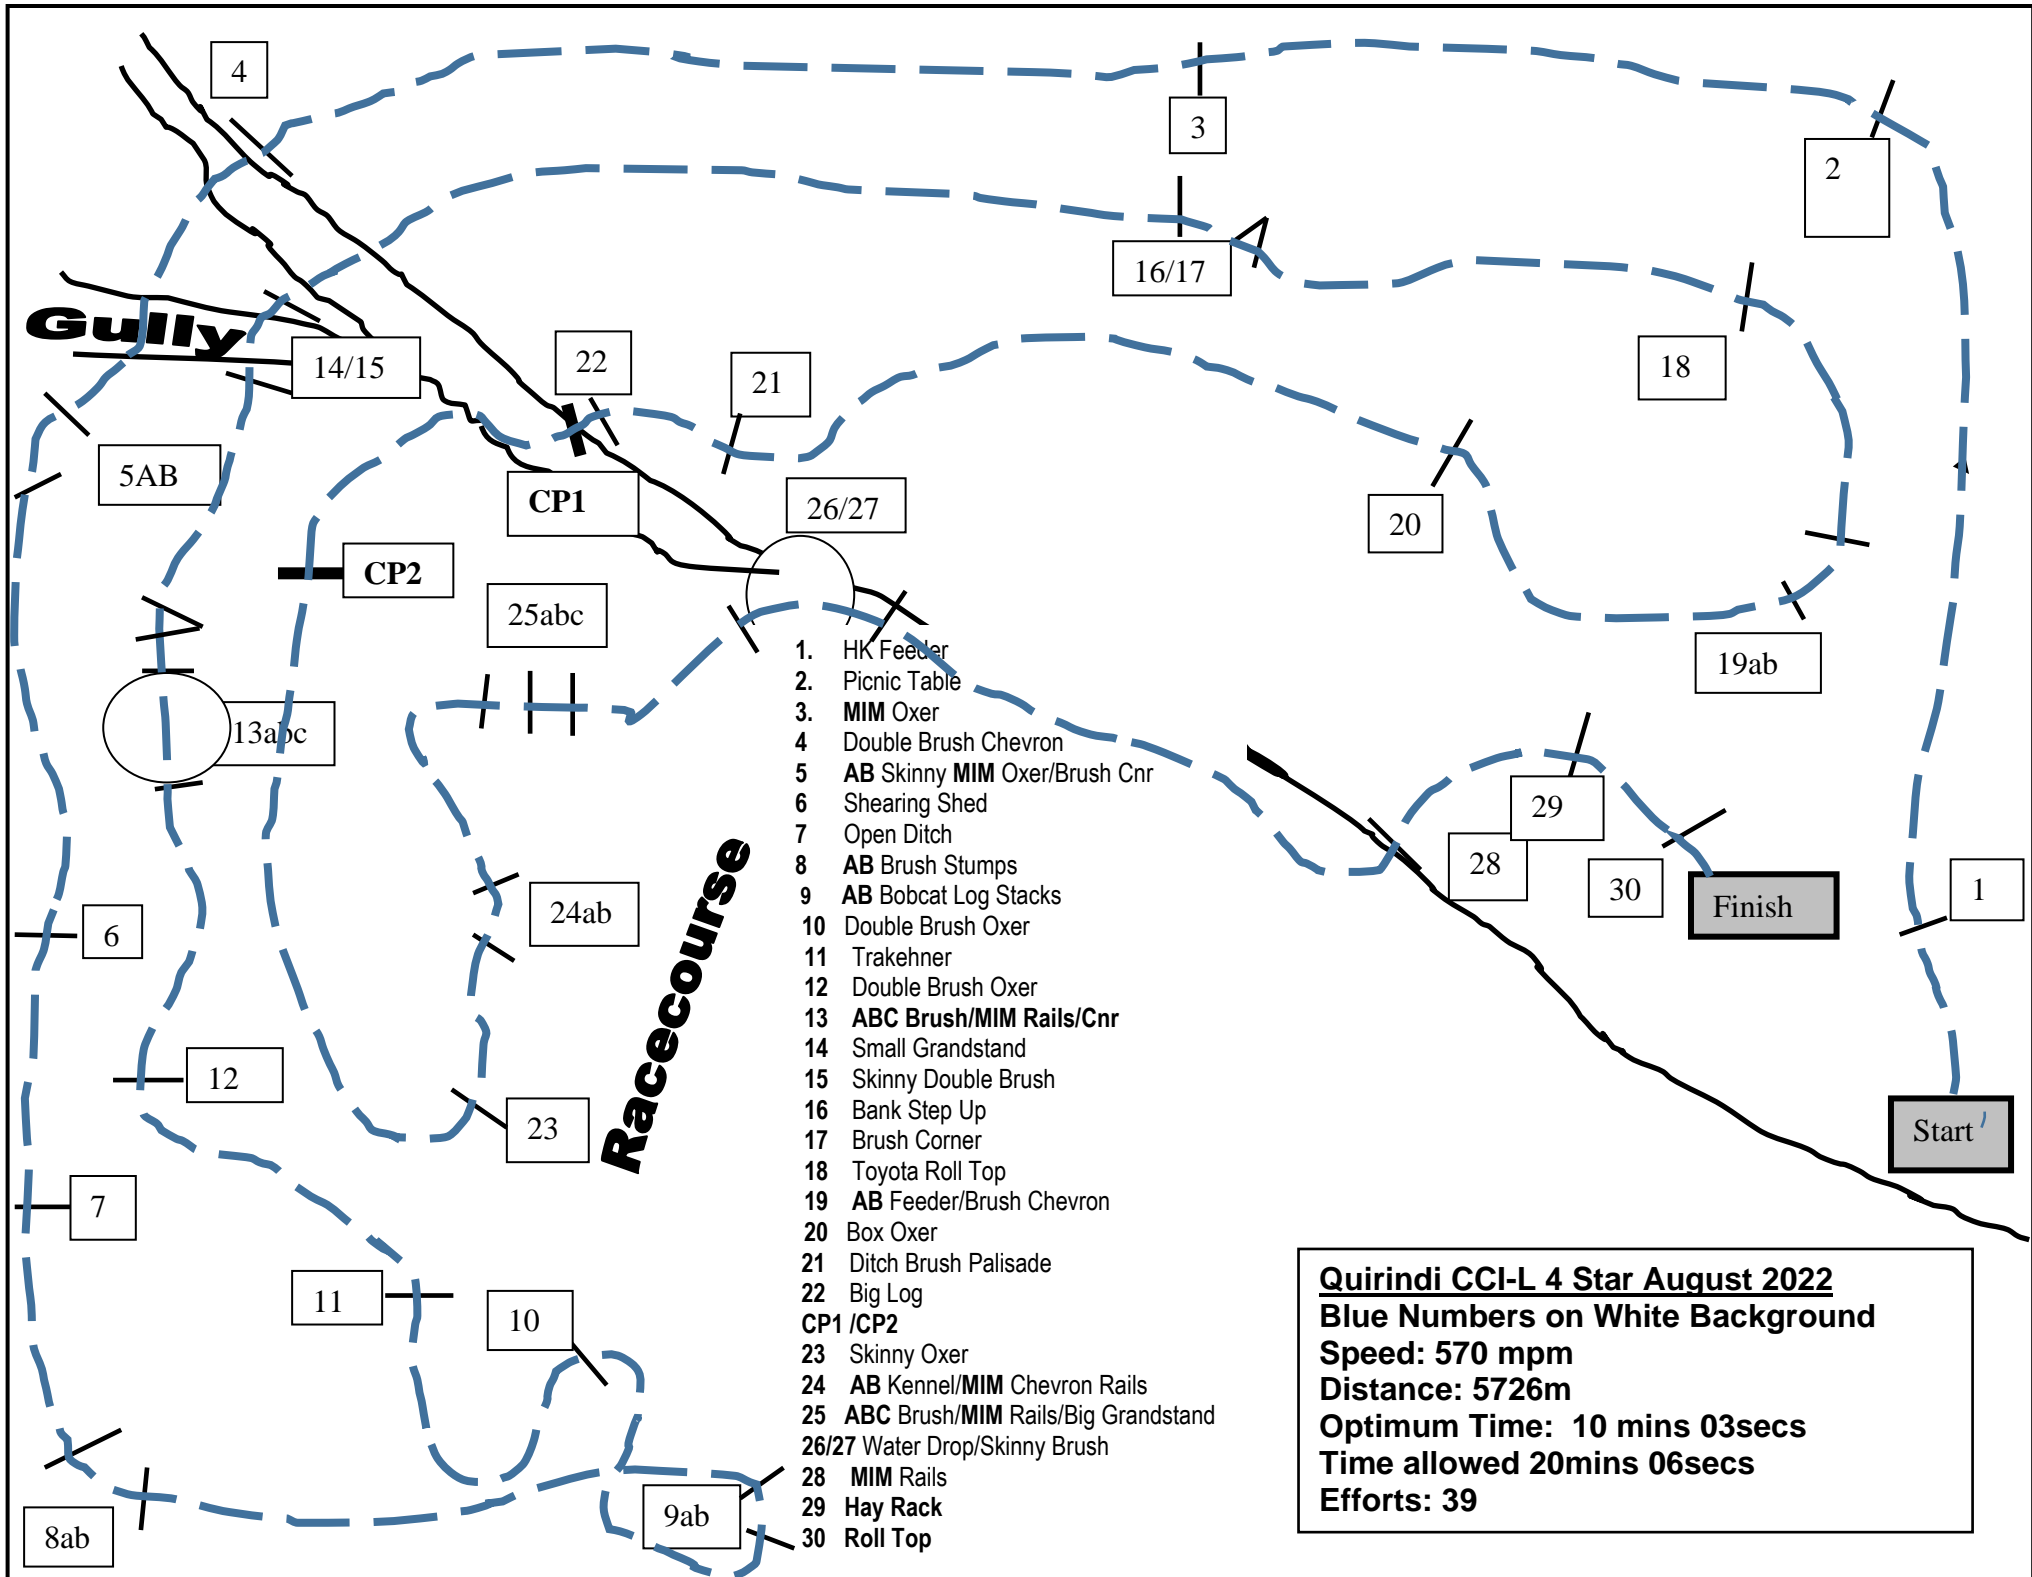 4
3
2
16/17
Gully
14/15
22
21
18
5AB
CP1
26/27
20
CP2
25abc
19ab
13abc
1. HK Feeder
2. Picnic Table
3. MIM Oxer
4 Double Brush Chevron
5 AB Skinny MIM Oxer/Brush Cnr
6 Shearing Shed
7 Open Ditch
8 AB Brush Stumps
9 AB Bobcat Log Stacks
10 Double Brush Oxer
11 Trakehner
12 Double Brush Oxer
13 ABC Brush/MIM Rails/Cnr
14 Small Grandstand
15 Skinny Double Brush
16 Bank Step Up
17 Brush Corner
18 Toyota Roll Top
19 AB Feeder/Brush Chevron
20 Box Oxer
21 Ditch Brush Palisade
22 Big Log
CP1 /CP2
23 Skinny Oxer
24 AB Kennel/MIM Chevron Rails
25 ABC Brush/MIM Rails/Big Grandstand
26/27 Water Drop/Skinny Brush
28 MIM Rails
29 Hay Rack
30 Roll Top
29
28
30
Finish
1
24ab
6
Racecourse
12
23
Start
7
11
10
9ab
8ab
Quirindi CCI-L 4 Star August 2022
Blue Numbers on White Background
Speed: 570 mpm
Distance: 5726m
Optimum Time: 10 mins 03secs
Time allowed 20mins 06secs
Efforts: 39